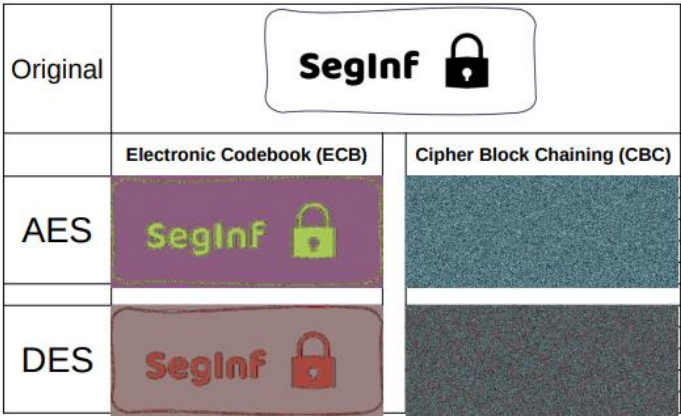 Original
SegInf
Electronic Codebook (ECB)
Cipher Block Chaining (CBC)
AES
SegInf
DES
SegInf